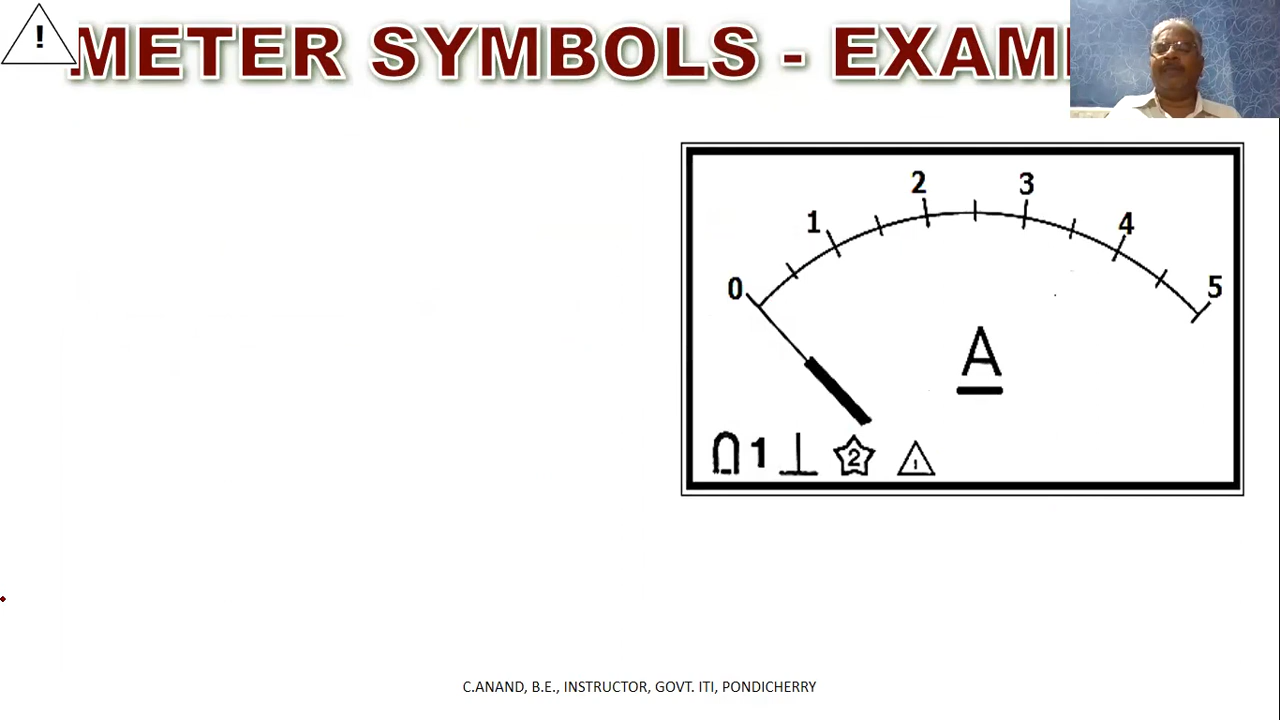 !
METER SYMBOLS - EXAM
0 1 2 3 4 5
A
1 2 !
C.ANAND, B.E., INSTRUCTOR, GOVT. ITI, PONDICHERRY